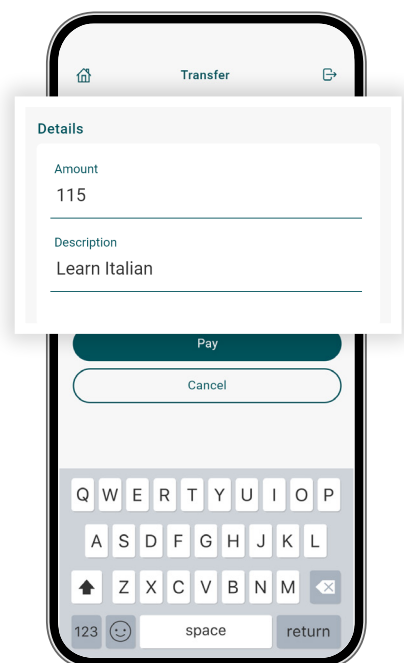 Transfer
Details
Amount
115
Description
Learn Italian
Pay
Cancel
Q W E R T Y U I O P
A S D F G H J K L
Z X C V B N M
123 space return